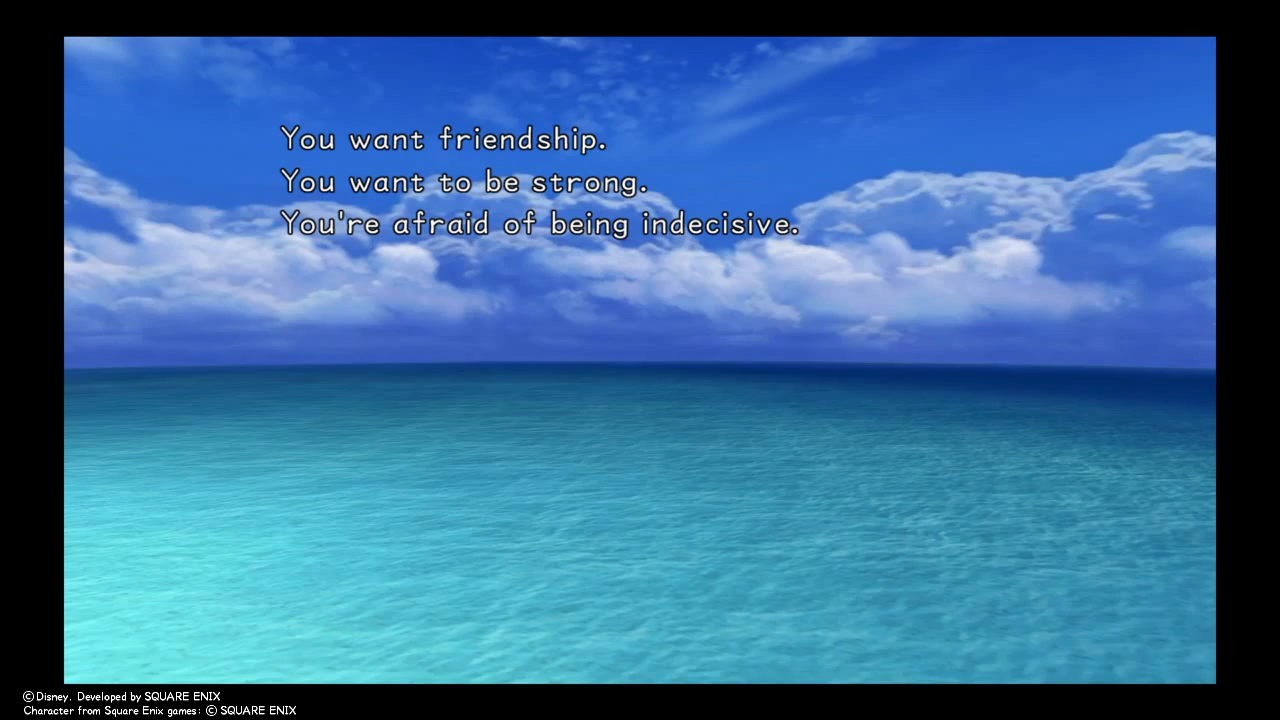 You want friendship.
You want to be strong.
You're afraid of being indecisive.
©Disney. Developed by SQUARE ENIX
Character from Square Enix games: © SQUARE ENIX